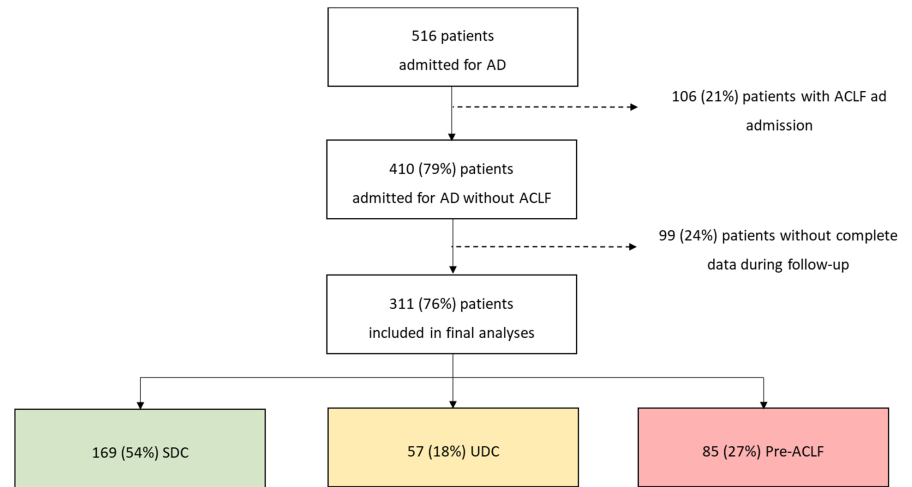 516 patients
admitted for AD
106 (21%) patients with ACLF ad
admission
410 (79%) patients
admitted for AD without ACLF
99 (24%) patients without complete
data during follow-up
311 (76%) patients
included in final analyses
169 (54%) SDC
57 (18%) UDC
85 (27%) Pre-ACLF